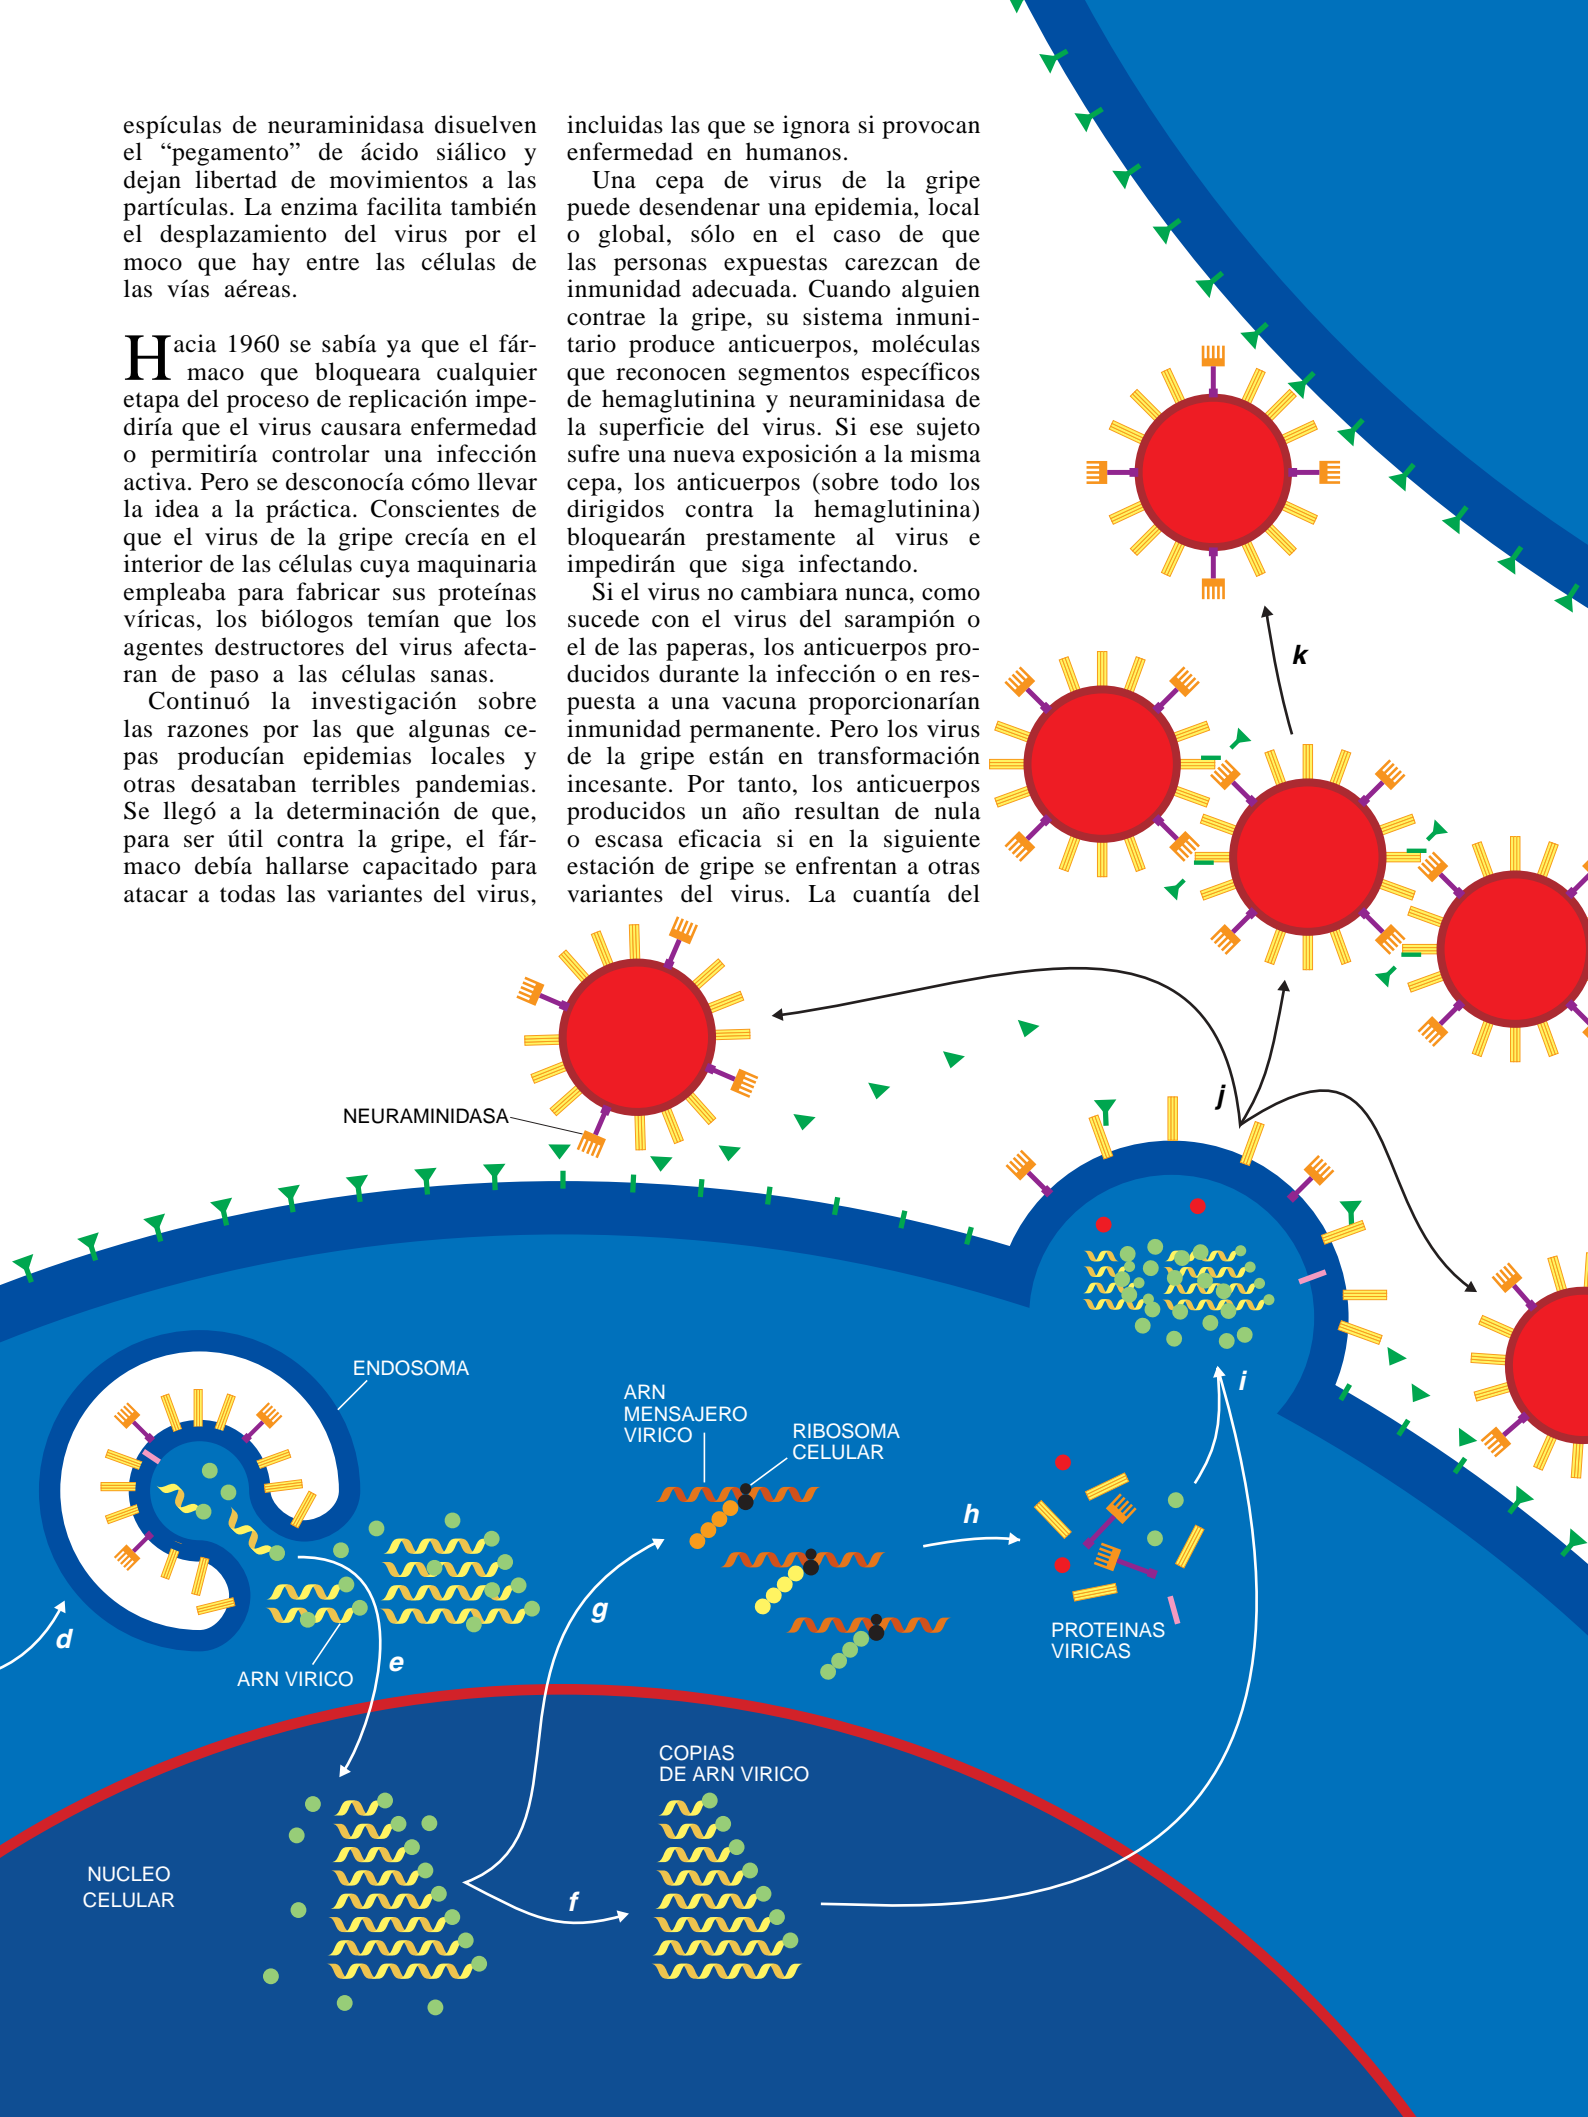 espículas de neuraminidasa disuelven
el “pegamento” de ácido siálico y
dejan libertad de movimientos a las
partículas. La enzima facilita también
el desplazamiento del virus por el
moco que hay entre las células de
las vías aéreas.
Hacia 1960 se sabía ya que el fár-
maco que bloqueara cualquier
etapa del proceso de replicación impe-
diría que el virus causara enfermedad
o permitiría controlar una infección
activa. Pero se desconocía cómo llevar
la idea a la práctica. Conscientes de
que el virus de la gripe crecía en el
interior de las células cuya maquinaria
empleaba para fabricar sus proteínas
víricas, los biólogos temían que los
agentes destructores del virus afecta-
ran de paso a las células sanas.
Continuó la investigación sobre
las razones por las que algunas ce-
pas producían epidemias locales y
otras desataban terribles pandemias.
Se llegó a la determinación de que,
para ser útil contra la gripe, el fár-
maco debía hallarse capacitado para
atacar a todas las variantes del virus,
incluidas las que se ignora si provocan
enfermedad en humanos.
Una cepa de virus de la gripe
puede desendenar una epidemia, local
o global, sólo en el caso de que
las personas expuestas carezcan de
inmunidad adecuada. Cuando alguien
contrae la gripe, su sistema inmuni-
tario produce anticuerpos, moléculas
que reconocen segmentos específicos
de hemaglutinina y neuraminidasa de
la superficie del virus. Si ese sujeto
sufre una nueva exposición a la misma
cepa, los anticuerpos (sobre todo los
dirigidos contra la hemaglutinina)
bloquearán prestamente al virus e
impedirán que siga infectando.
Si el virus no cambiara nunca, como
sucede con el virus del sarampión o
el de las paperas, los anticuerpos pro-
ducidos durante la infección o en res-
puesta a una vacuna proporcionarían
inmunidad permanente. Pero los virus
de la gripe están en transformación
incesante. Por tanto, los anticuerpos
producidos un año resultan de nula
o escasa eficacia si en la siguiente
estación de gripe se enfrentan a otras
variantes del virus. La cuantía del
k
j
NEURAMINIDASA
ENDOSOMA
ARN
MENSAJERO
VIRICO
RIBOSOMA
CELULAR
i
h
g
d
e
ARN VIRICO
PROTEINAS
VIRICAS
COPIAS
DE ARN VIRICO
NUCLEO
CELULAR
f